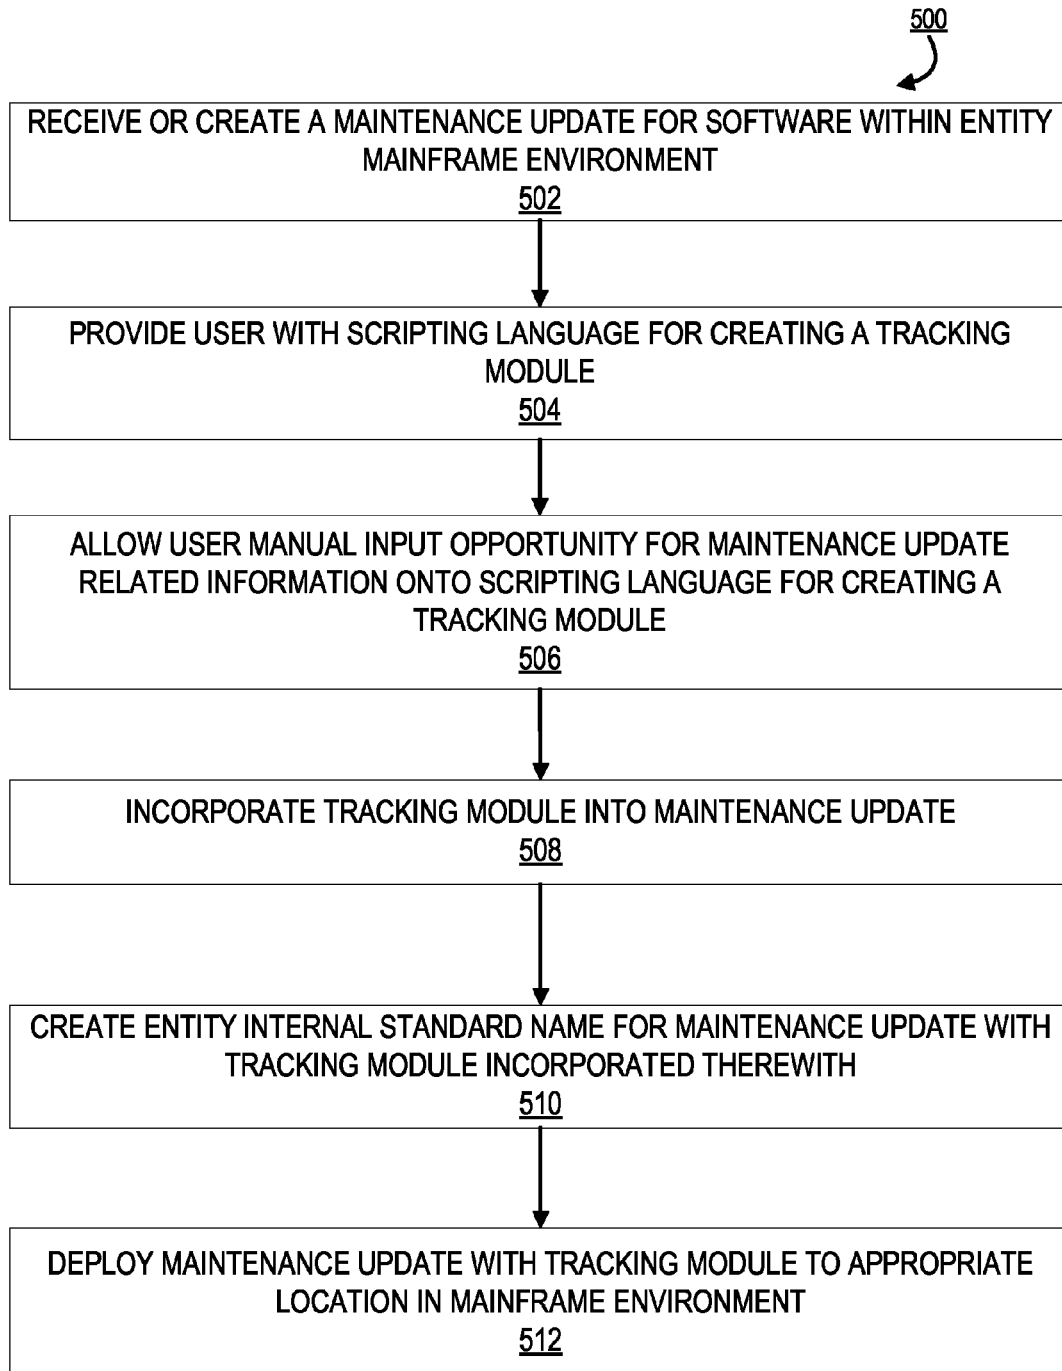 500
RECEIVE OR CREATE A MAINTENANCE UPDATE FOR SOFTWARE WITHIN ENTITY
MAINFRAME ENVIRONMENT
502
PROVIDE USER WITH SCRIPTING LANGUAGE FOR CREATING A TRACKING
MODULE
504
ALLOW USER MANUAL INPUT OPPORTUNITY FOR MAINTENANCE UPDATE
RELATED INFORMATION ONTO SCRIPTING LANGUAGE FOR CREATING A
TRACKING MODULE
506
INCORPORATE TRACKING MODULE INTO MAINTENANCE UPDATE
508
CREATE ENTITY INTERNAL STANDARD NAME FOR MAINTENANCE UPDATE WITH
TRACKING MODULE INCORPORATED THEREWITH
510
DEPLOY MAINTENANCE UPDATE WITH TRACKING MODULE TO APPROPRIATE
LOCATION IN MAINFRAME ENVIRONMENT
512